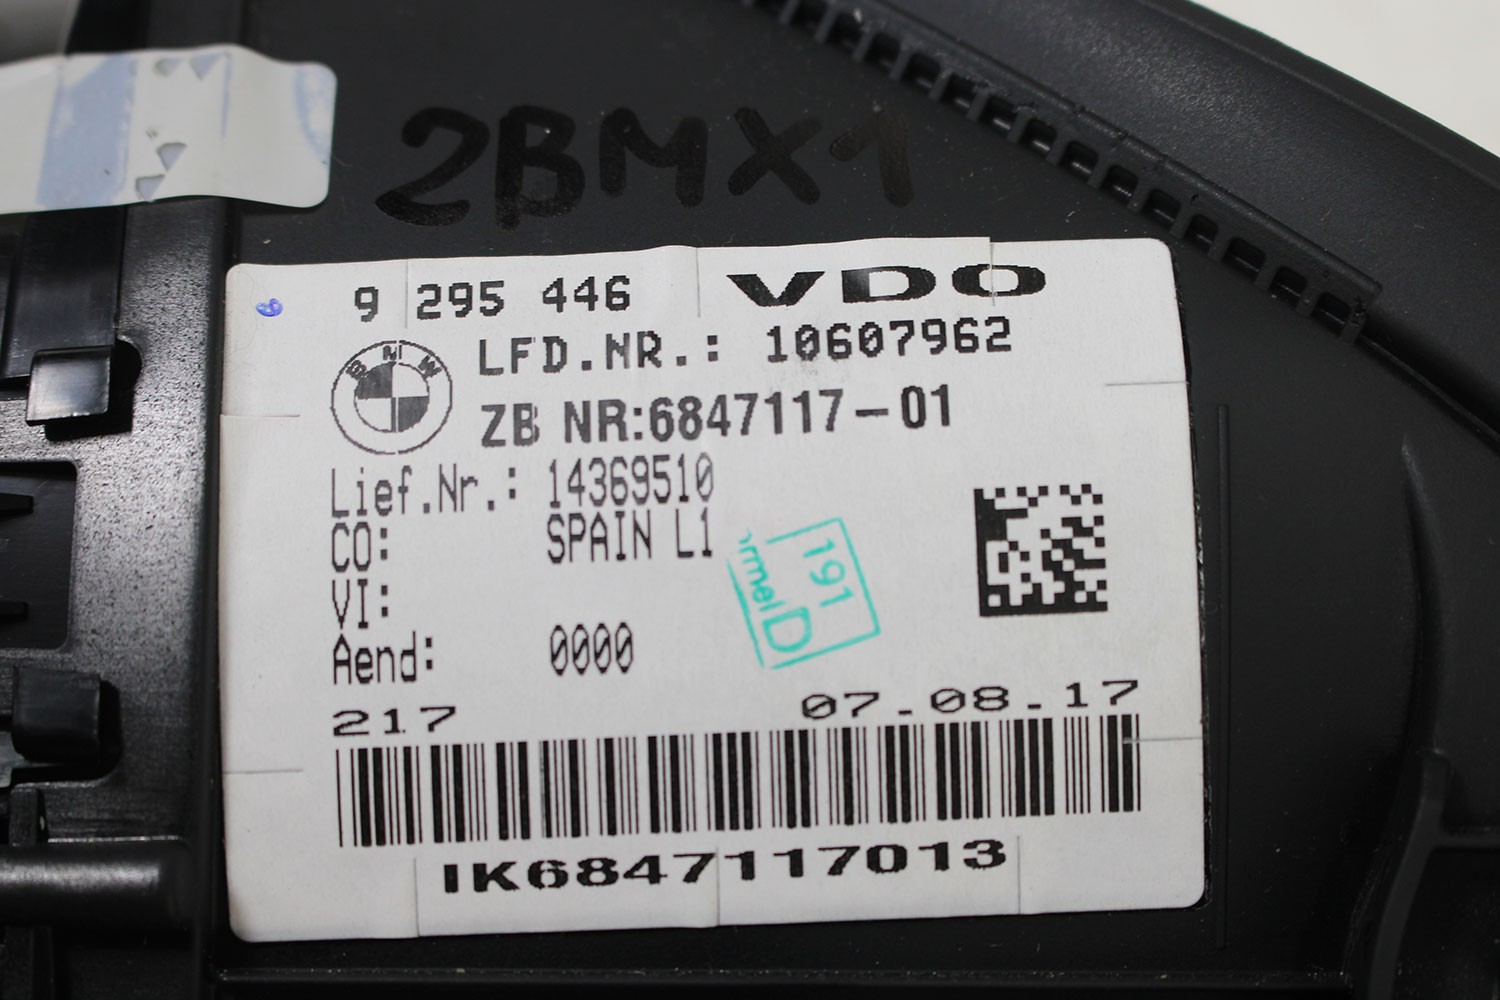 2BMX1
9 295 446 VDO
BMW
LFD.NR.: 10607962
ZB NR:6847117-01
Lief.Nr.: 14369510
CO: SPAIN L1
VI:
Aend: 0000
191
D
217 07.08.17
IK6847117013